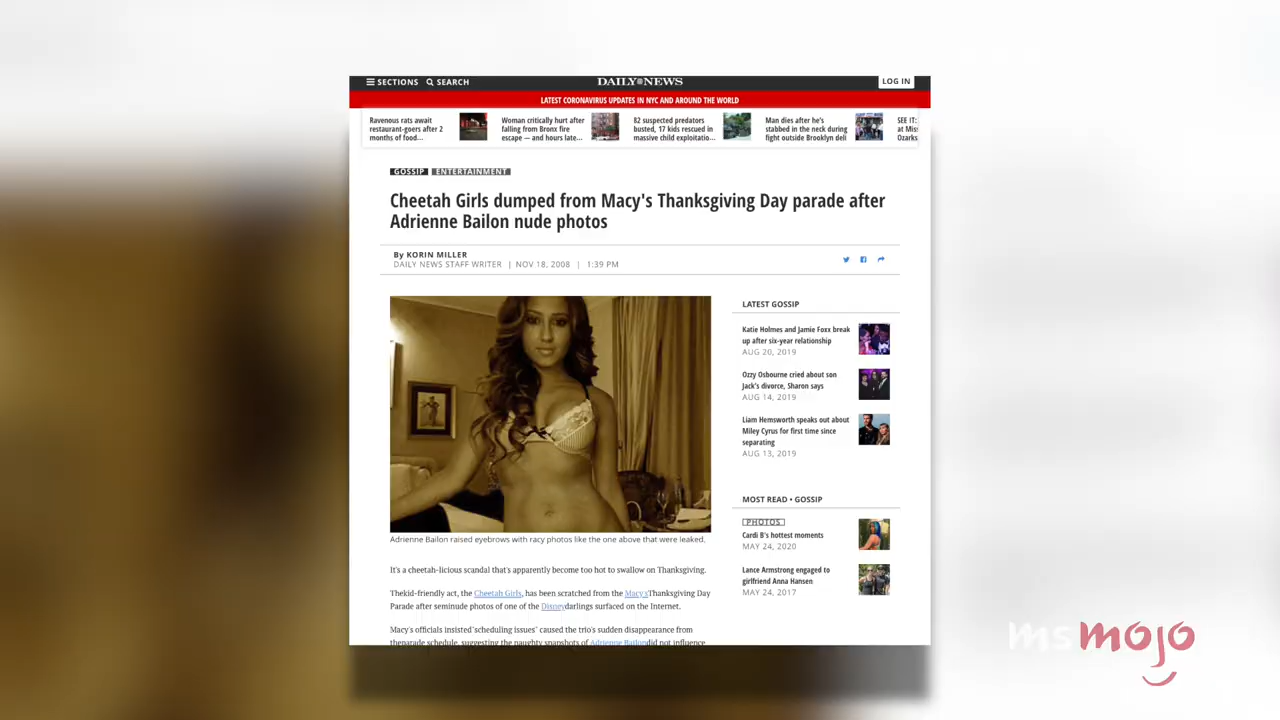 SECTIONS SEARCH DAILY NEWS LOG IN
LATEST CORONAVIRUS UPDATES IN NYC AND AROUND THE WORLD
Ravenous rats await
restaurant-goers after 2
months of food...
Woman critically hurt after
falling from Bronx fire
escape — and hours late...
82 suspected predators
busted, 17 kids rescued in
massive child exploitatio...
Man dies after he's
stabbed in the neck during
fight outside Brooklyn deli
SEE IT:
at Miss
Ozarks
GOSSIP ENTERTAINMENT
Cheetah Girls dumped from Macy's Thanksgiving Day parade after
Adrienne Bailon nude photos
By KORIN MILLER
DAILY NEWS STAFF WRITER | NOV 18, 2008 | 1:39 PM
Adrienne Bailon raised eyebrows with racy photos like the one above that were leaked.
It's a cheetah-licious scandal that's apparently become too hot to swallow on Thanksgiving.
Thekid-friendly act, the Cheetah Girls, has been scratched from the Macy'sThanksgiving Day
Parade after seminude photos of one of the Disneydarlings surfaced on the Internet.
Macy's officials insisted"scheduling issues" caused the trio's sudden disappearance from
theparade schedule, suggesting the naughty snapshots of Adrienne Bailondid not influence
LATEST GOSSIP
Katie Holmes and Jamie Foxx break
up after six-year relationship
AUG 20, 2019
Ozzy Osbourne cried about son
Jack's divorce, Sharon says
AUG 14, 2019
Liam Hemsworth speaks out about
Miley Cyrus for first time since
separating
AUG 13, 2019
MOST READ • GOSSIP
PHOTOS
Cardi B's hottest moments
MAY 24, 2020
Lance Armstrong engaged to
girlfriend Anna Hansen
MAY 24, 2017
msmojo